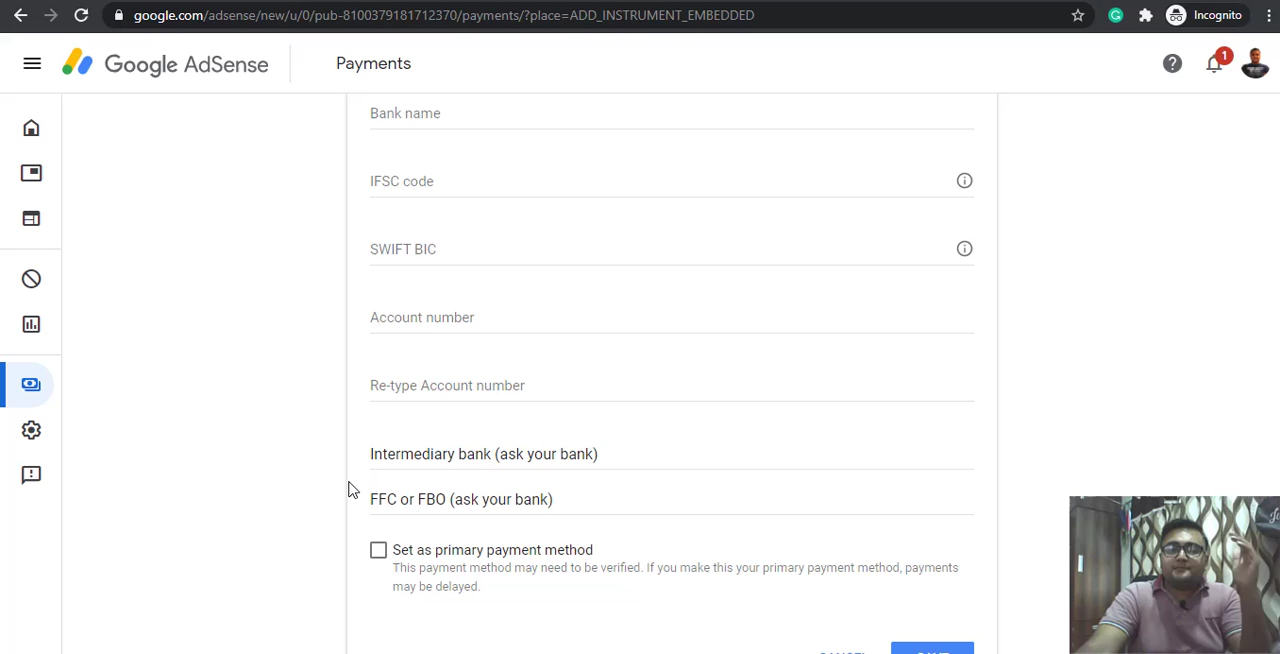 google.com/adsense/new/u/0/pub-8100379181712370/payments/?place=ADD_INSTRUMENT_EMBEDDED
Incognito
Google AdSense
Payments
1
Bank name
IFSC code
SWIFT BIC
Account number
Re-type Account number
Intermediary bank (ask your bank)
FFC or FBO (ask your bank)
Set as primary payment method
This payment method may need to be verified. If you make this your primary payment method, payments
may be delayed.